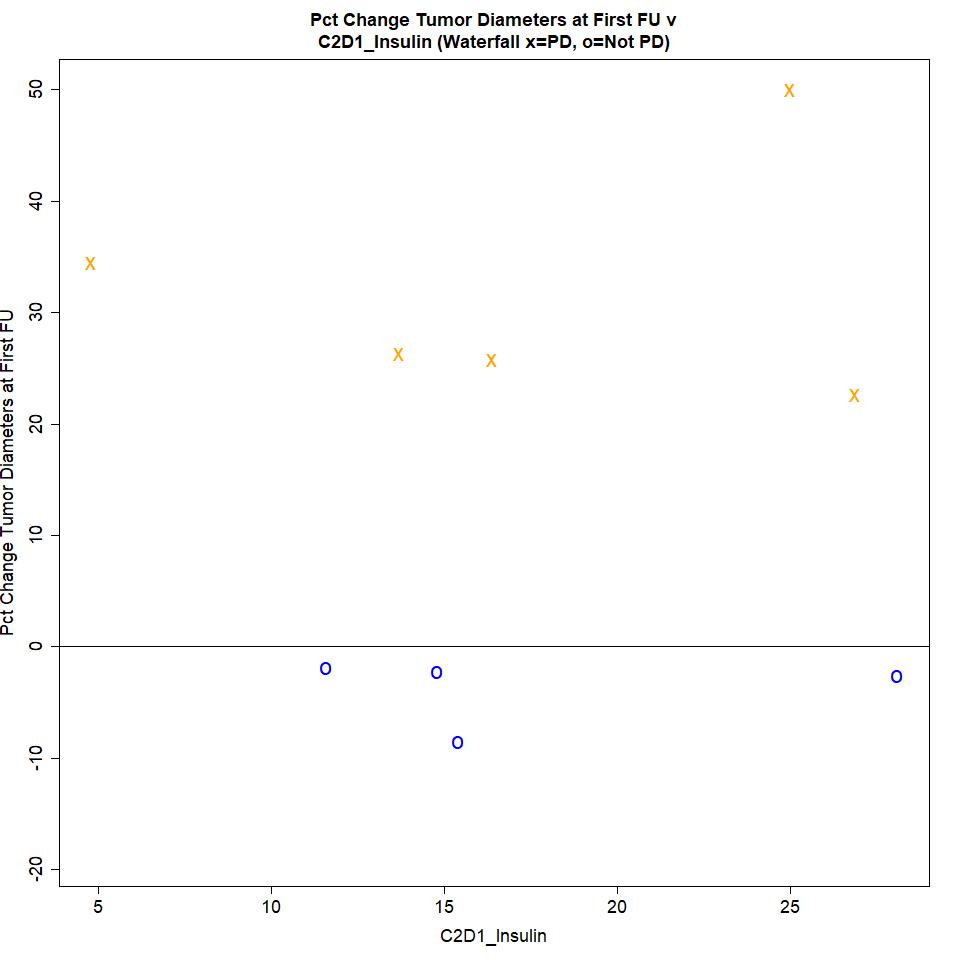 Pct Change Tumor Diameters at First FU v
C2D1_Insulin (Waterfall x=PD, o=Not PD)
Pct Change Tumor Diameters at First FU
50
40
30
20
10
0
-10
-20
x
x
x
x
x
o
o
o
o
5
10
15
20
25
C2D1_Insulin